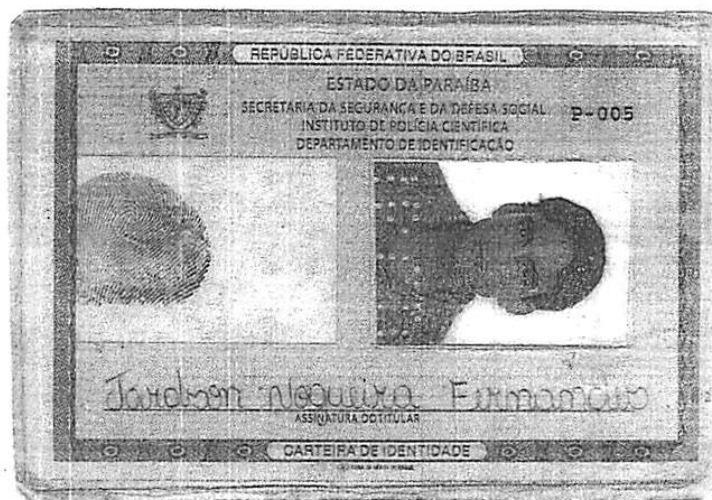 REPÚBLICA FEDERATIVA DO BRASIL
ESTADO DA PARAÍBA
SECRETARIA DA SEGURANÇA E DA DEFESA SOCIAL
P-005
INSTITUTO DE POLÍCIA CIENTÍFICA
DEPARTAMENTO DE IDENTIFICAÇÃO
Nogueira
ASSINATURA DO TITULAR
CARTEIRA DE IDENTIDADE